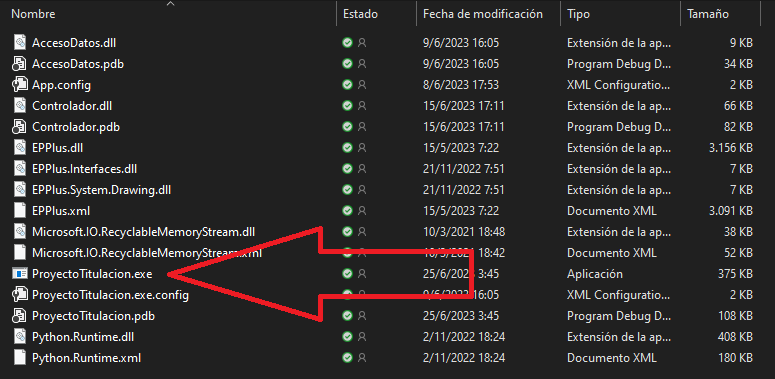 Nombre Estado Fecha de modificación Tipo Tamaño
AccesoDatos.dll 9/6/2023 16:05 Extensión de la ap... 9 KB
AccesoDatos.pdb 9/6/2023 16:05 Program Debug D... 34 KB
App.config 8/6/2023 17:53 XML Configuratio... 2 KB
Controlador.dll 15/6/2023 17:11 Extensión de la ap... 66 KB
Controlador.pdb 15/6/2023 17:11 Program Debug D... 82 KB
EPPlus.dll 15/5/2023 7:22 Extensión de la ap... 3.156 KB
EPPlus.Interfaces.dll 21/11/2022 7:51 Extensión de la ap... 7 KB
EPPlus.System.Drawing.dll 21/11/2022 7:51 Extensión de la ap... 7 KB
EPPlus.xml 15/5/2023 7:22 Documento XML 3.091 KB
Microsoft.IO.RecyclableMemoryStream.dll 10/3/2021 18:48 Extensión de la ap... 38 KB
Microsoft.IO.RecyclableMemoryStream.xml 10/3/2021 18:42 Documento XML 52 KB
ProyectoTitulacion.exe 25/6/2023 3:45 Aplicación 375 KB
ProyectoTitulacion.exe.config 9/6/2023 16:05 XML Configuratio... 2 KB
ProyectoTitulacion.pdb 25/6/2023 3:45 Program Debug D... 108 KB
Python.Runtime.dll 2/11/2022 18:24 Extensión de la ap... 408 KB
Python.Runtime.xml 2/11/2022 18:24 Documento XML 180 KB